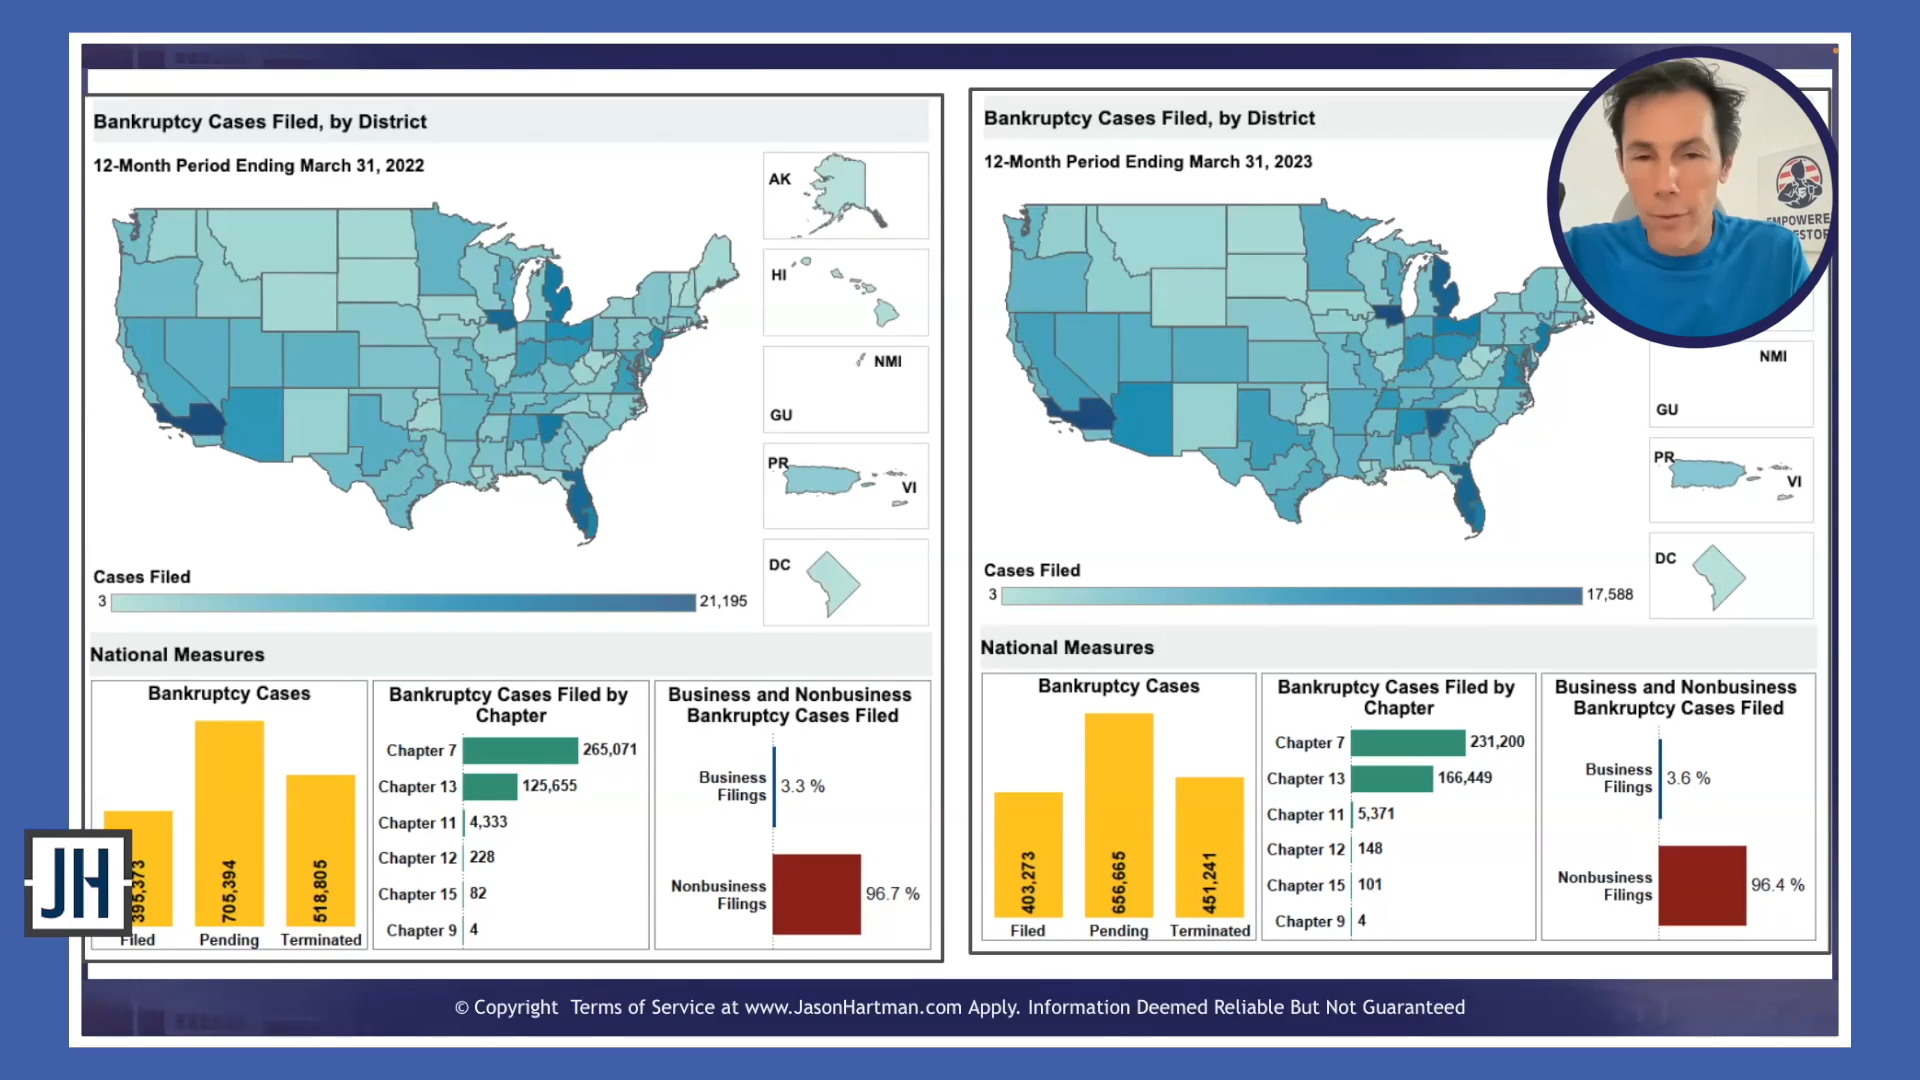 Bankruptcy Cases Filed, by District
12-Month Period Ending March 31, 2022
AK
HI
NMI
GU
PR
VI
DC
Cases Filed
3
21,195
National Measures
Bankruptcy Cases
395,373
705,394
518,805
Filed
Pending
Terminated
Bankruptcy Cases Filed by
Chapter
Chapter 7 265,071
Chapter 13 125,655
Chapter 11 4,333
Chapter 12 228
Chapter 15 82
Chapter 9 4
Business and Nonbusiness
Bankruptcy Cases Filed
Business
Filings
3.3 %
Nonbusiness
Filings
96.7 %
Bankruptcy Cases Filed, by District
12-Month Period Ending March 31, 2023
NMI
GU
PR
VI
DC
Cases Filed
3
17,588
National Measures
Bankruptcy Cases
403,273
656,665
451,241
Filed
Pending
Terminated
Bankruptcy Cases Filed by
Chapter
Chapter 7 231,200
Chapter 13 166,449
Chapter 11 5,371
Chapter 12 148
Chapter 15 101
Chapter 9 4
Business and Nonbusiness
Bankruptcy Cases Filed
Business
Filings
3.6 %
Nonbusiness
Filings
96.4 %
JH
© Copyright Terms of Service at www.JasonHartman.com Apply. Information Deemed Reliable But Not Guaranteed